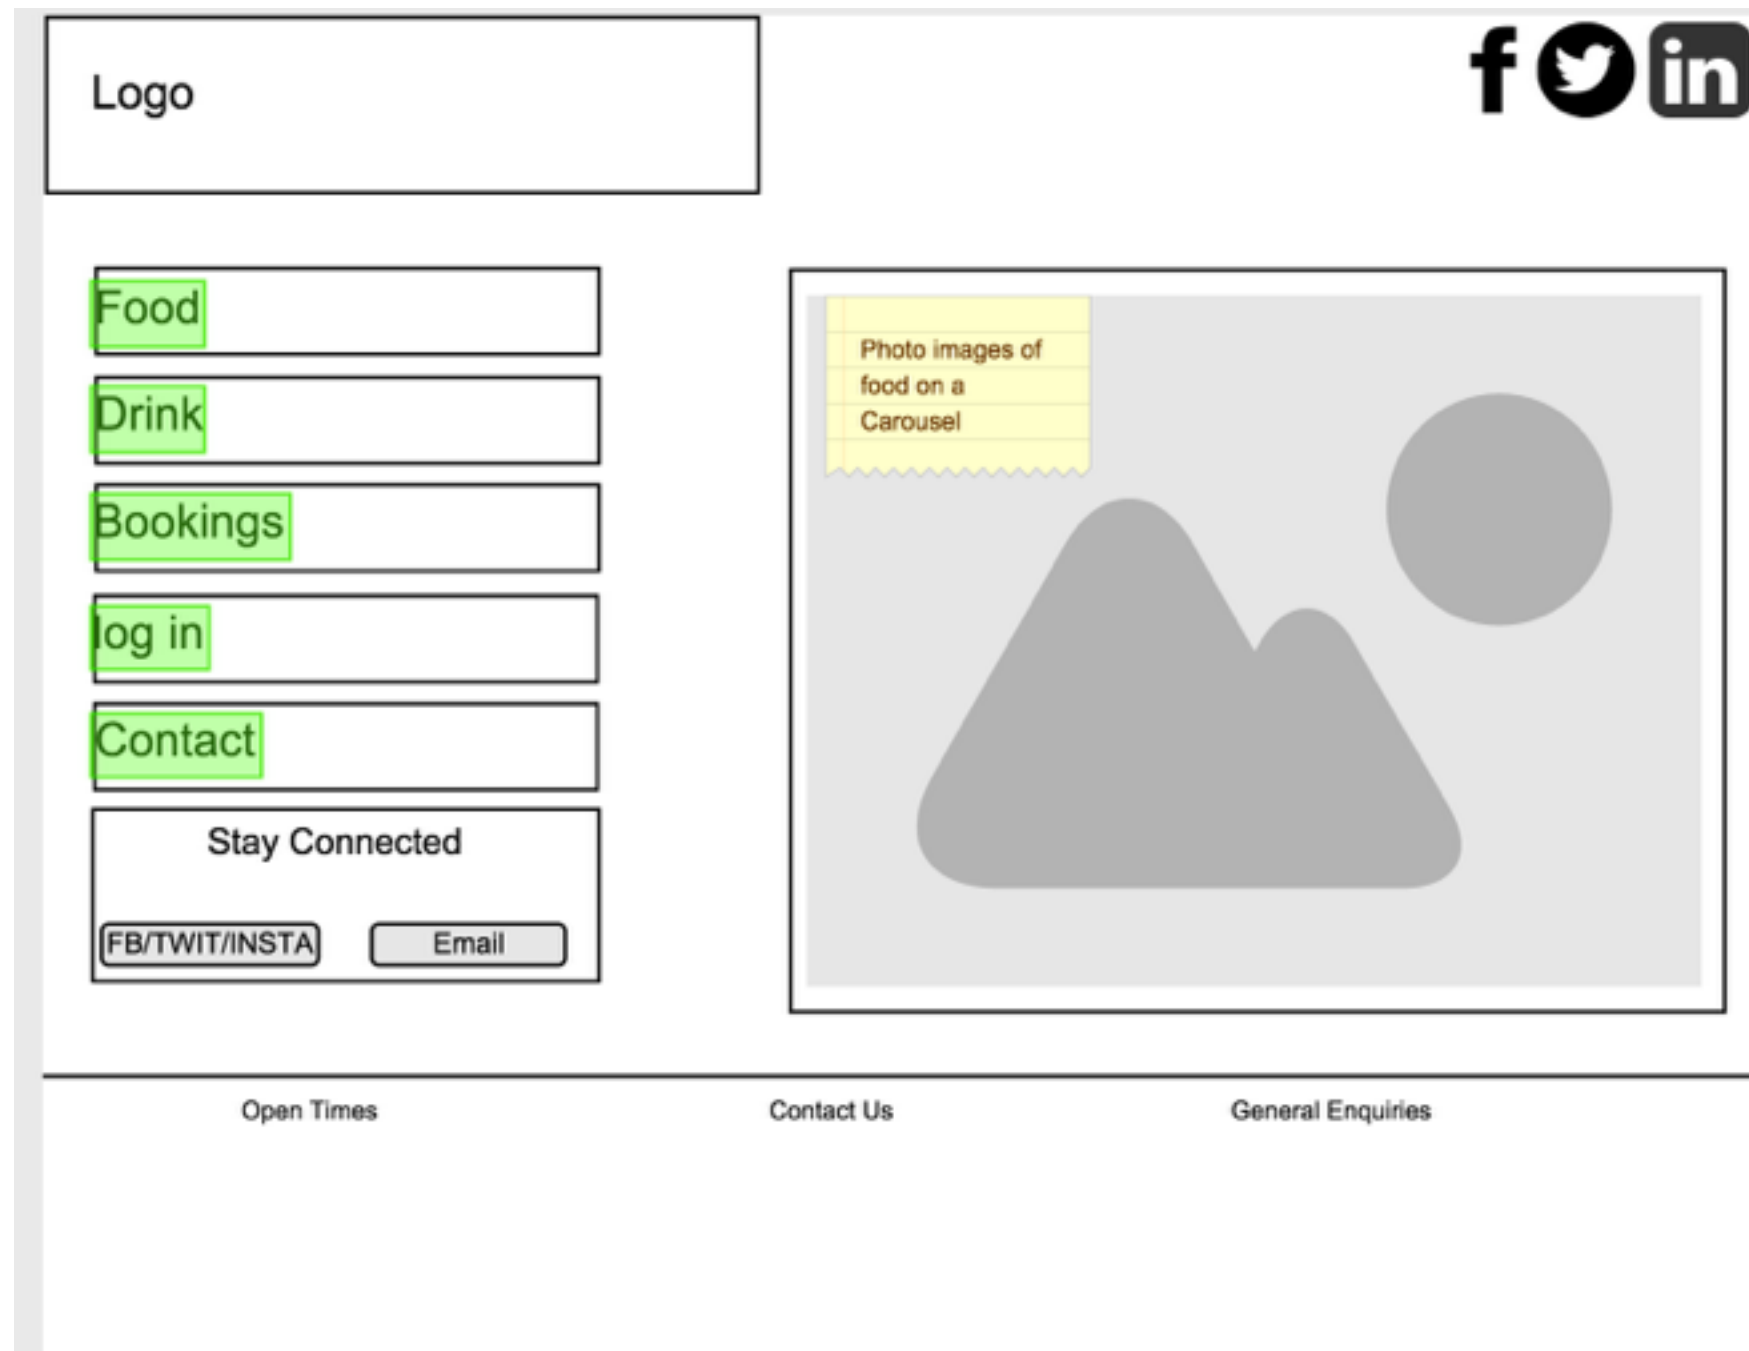 Logo
f
in
Food
Drink
Bookings
log in
Contact
Stay Connected
FB/TWIT/INSTA
Email
Photo images of
food on a
Carousel
Open Times
Contact Us
General Enquiries